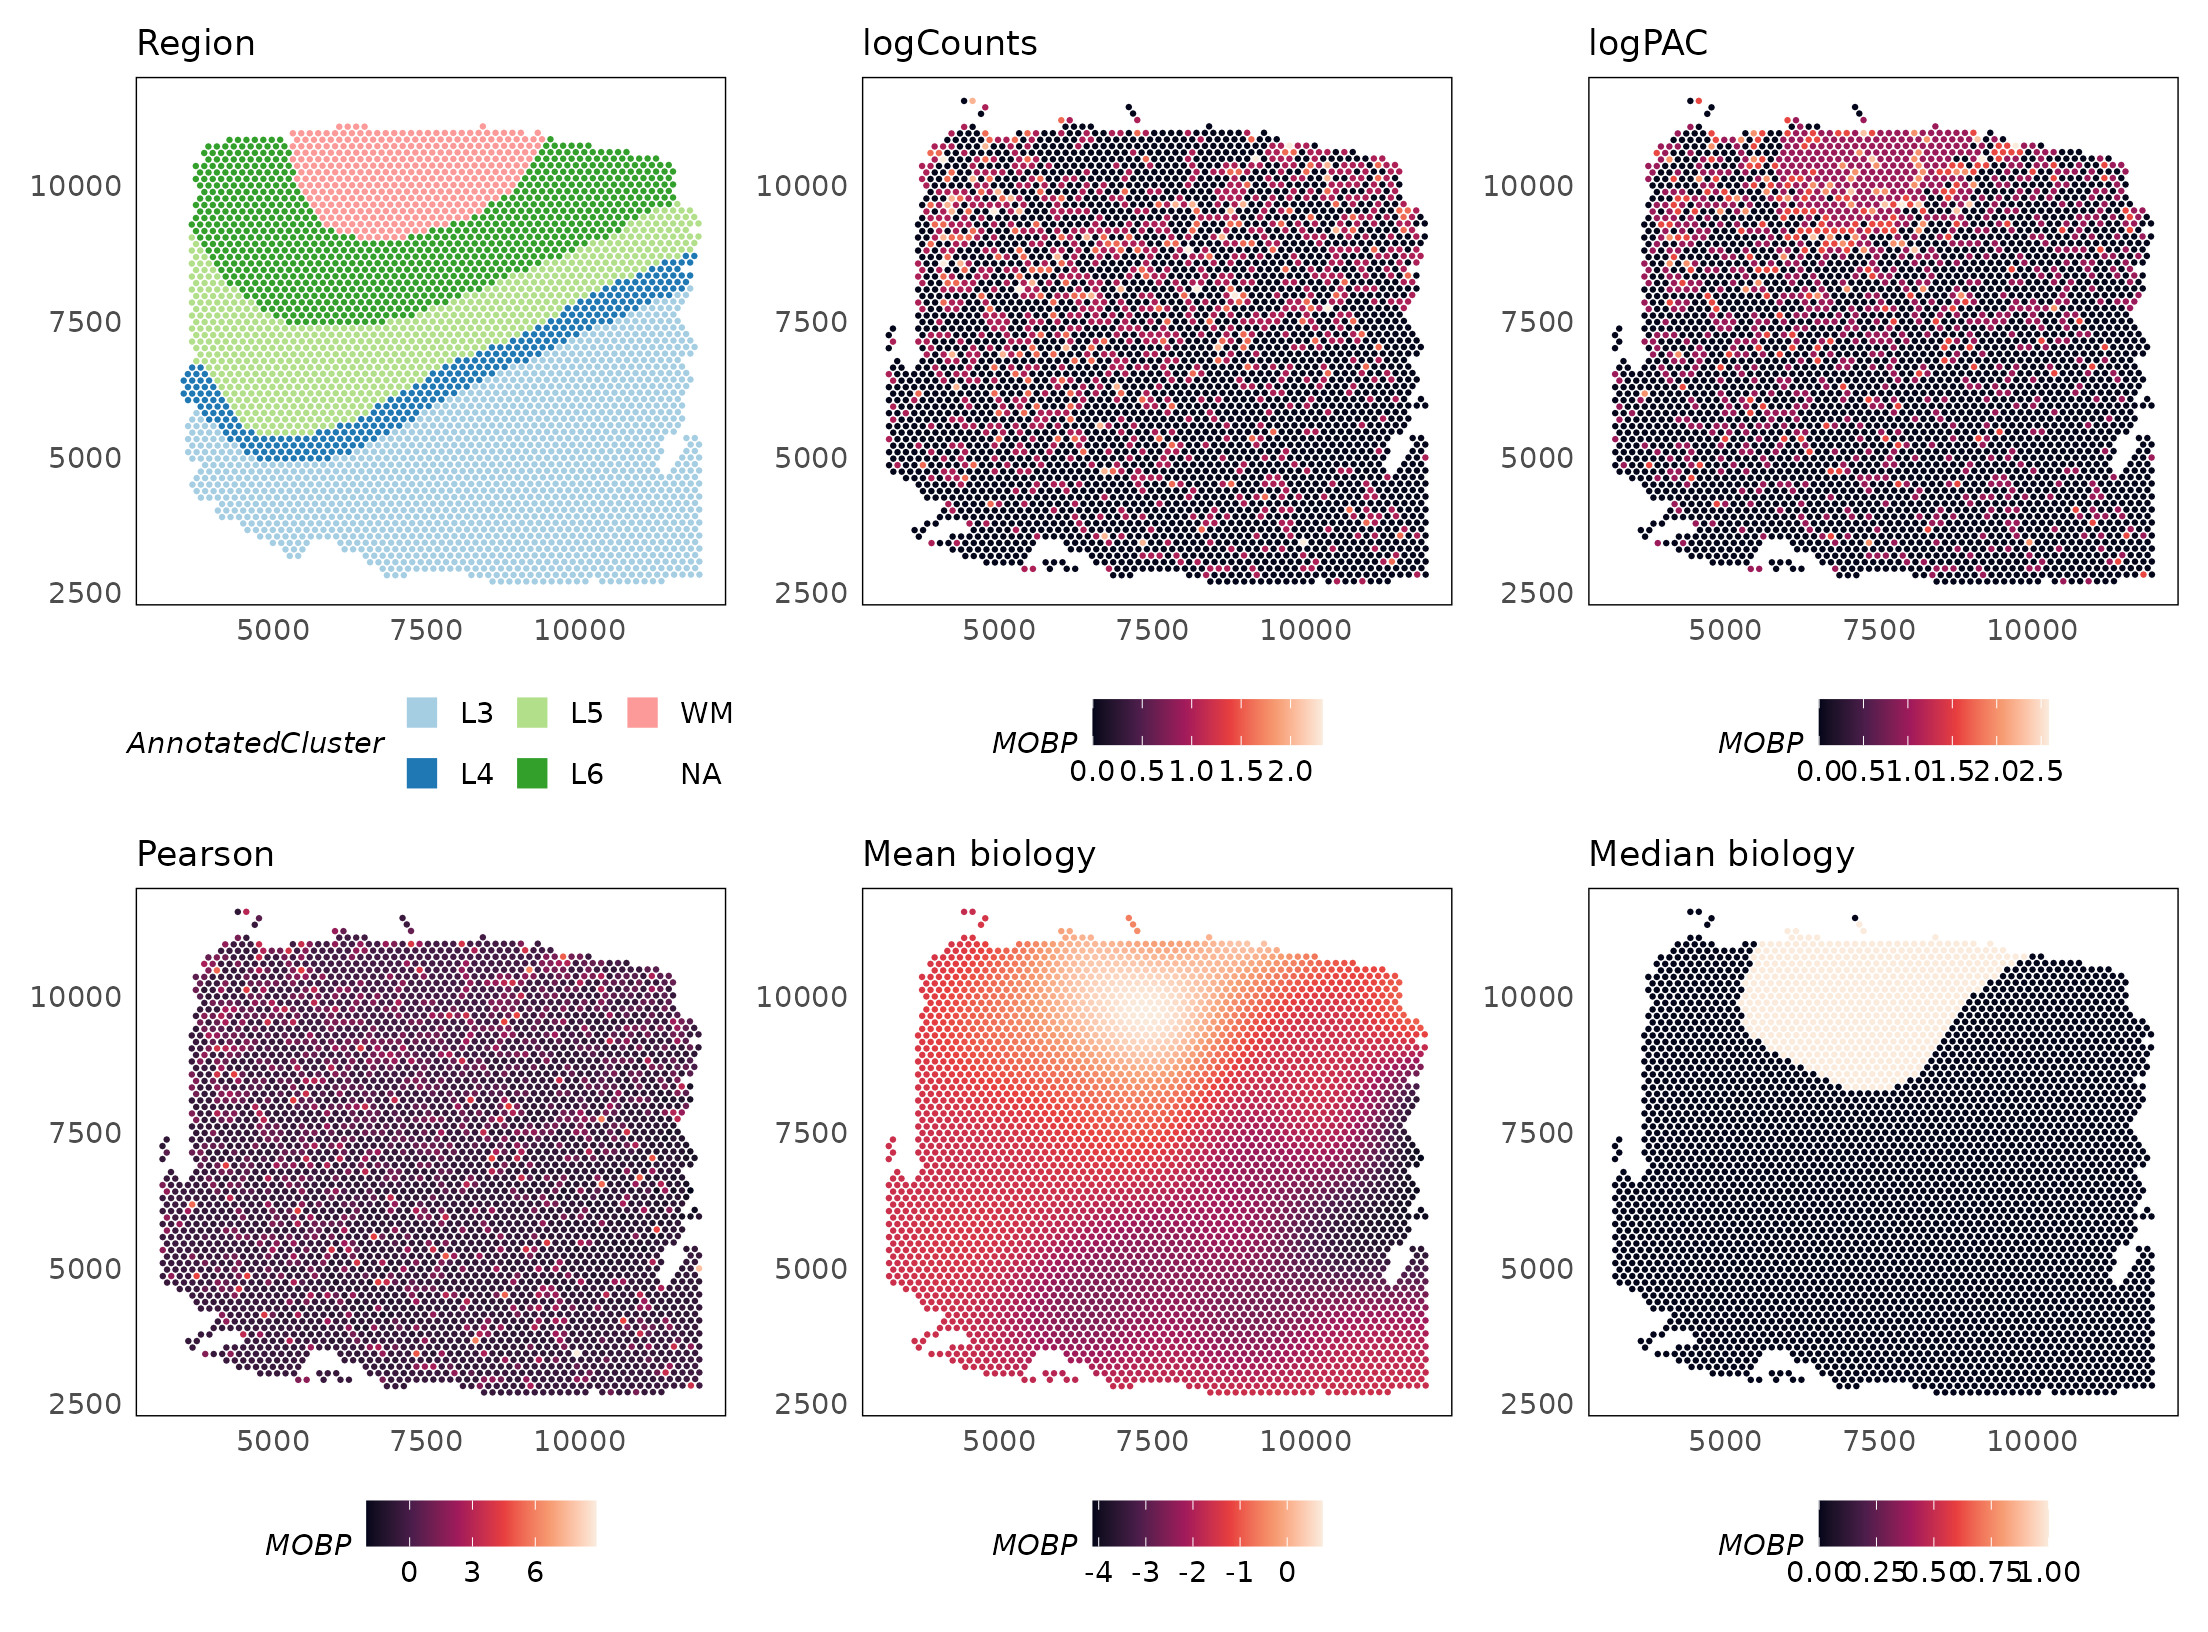 Region
logCounts
logPAC
10000
7500
5000
2500
5000 7500 10000
10000
7500
5000
2500
5000 7500 10000
10000
7500
5000
2500
5000 7500 10000
AnnotatedCluster
L3 L5 WM
L4 L6 NA
MOBP
0.0 0.5 1.0 1.5 2.0
MOBP
0.0 0.5 1.0 1.5 2.0 2.5
Pearson
Mean biology
Median biology
10000
7500
5000
2500
5000 7500 10000
10000
7500
5000
2500
5000 7500 10000
10000
7500
5000
2500
5000 7500 10000
MOBP
0 3 6
MOBP
-4 -3 -2 -1 0
MOBP
0.00 0.25 0.50 0.75 1.00